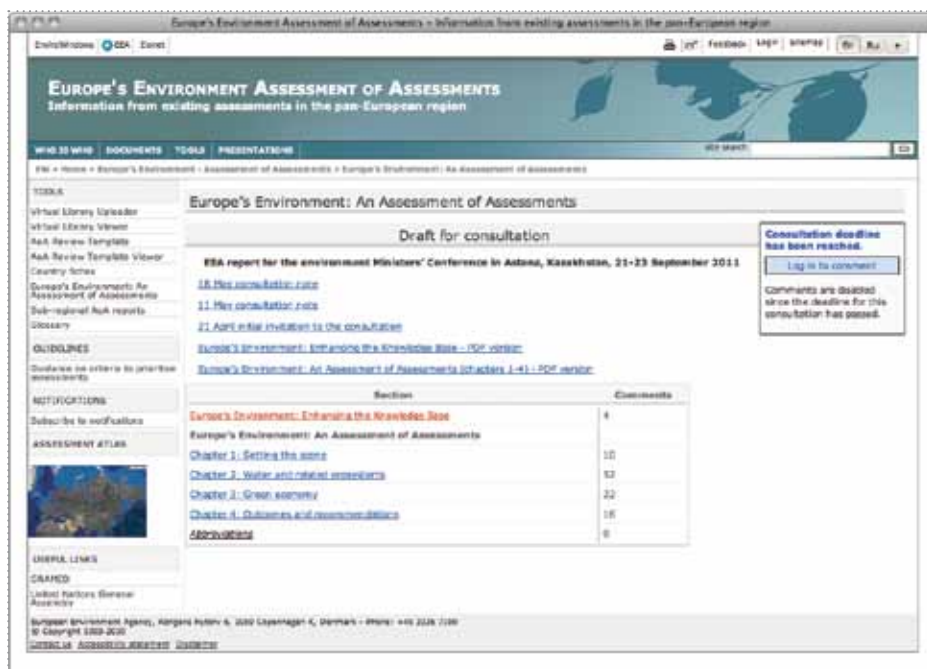 Europe's Environment Assessment of Assessments - Information from existing assessments in the pan-European region
EnviroWindows EEA Eionet
Feedback Login Sitemap
EUROPE'S ENVIRONMENT ASSESSMENT OF ASSESSMENTS
Information from existing assessments in the pan-European region
WHO IS WHO DOCUMENTS TOOLS PRESENTATIONS
site search
TOOLS
Virtual Library Uploader
Virtual Library Viewer
AoA Review Template
AoA Review Template Viewer
Country fiches
Europe's Environment: An
Assessment of Assessments
Sub-regional AoA reports
Glossary
GUIDELINES
Guidance on criteria to prioritise
assessments
NOTIFICATIONS
Subscribe to notifications
ASSESSMENT ATLAS
USEFUL LINKS
United Nations General
Assembly
Europe's Environment: An Assessment of Assessments
Draft for consultation
EEA report for the environment Ministers' Conference in Astana, Kazakhstan, 21-23 September 2011
18 May consultation note
11 May consultation note
21 April initial invitation to the consultation
Europe's Environment: Enhancing the Knowledge Base - PDF version
Europe's Environment: An Assessment of Assessments (chapters 1-4) - PDF version
Section Comments
Europe's Environment: Enhancing the Knowledge Base 4
Europe's Environment: An Assessment of Assessments
Chapter 1: Setting the scene 10
Chapter 2: Water and related ecosystems 52
Chapter 3: Green economy 22
Chapter 4: Outcomes and recommendations
Abbreviations
Consultation deadline
has been reached.
Log in to comment
Comments are disabled
since the deadline for this
consultation has passed.
European Environment Agency, Kongens Nytorv 6, 1050 Copenhagen K, Denmark - Phone:
© Copyright
Contact us Accessibility statement Disclaimer